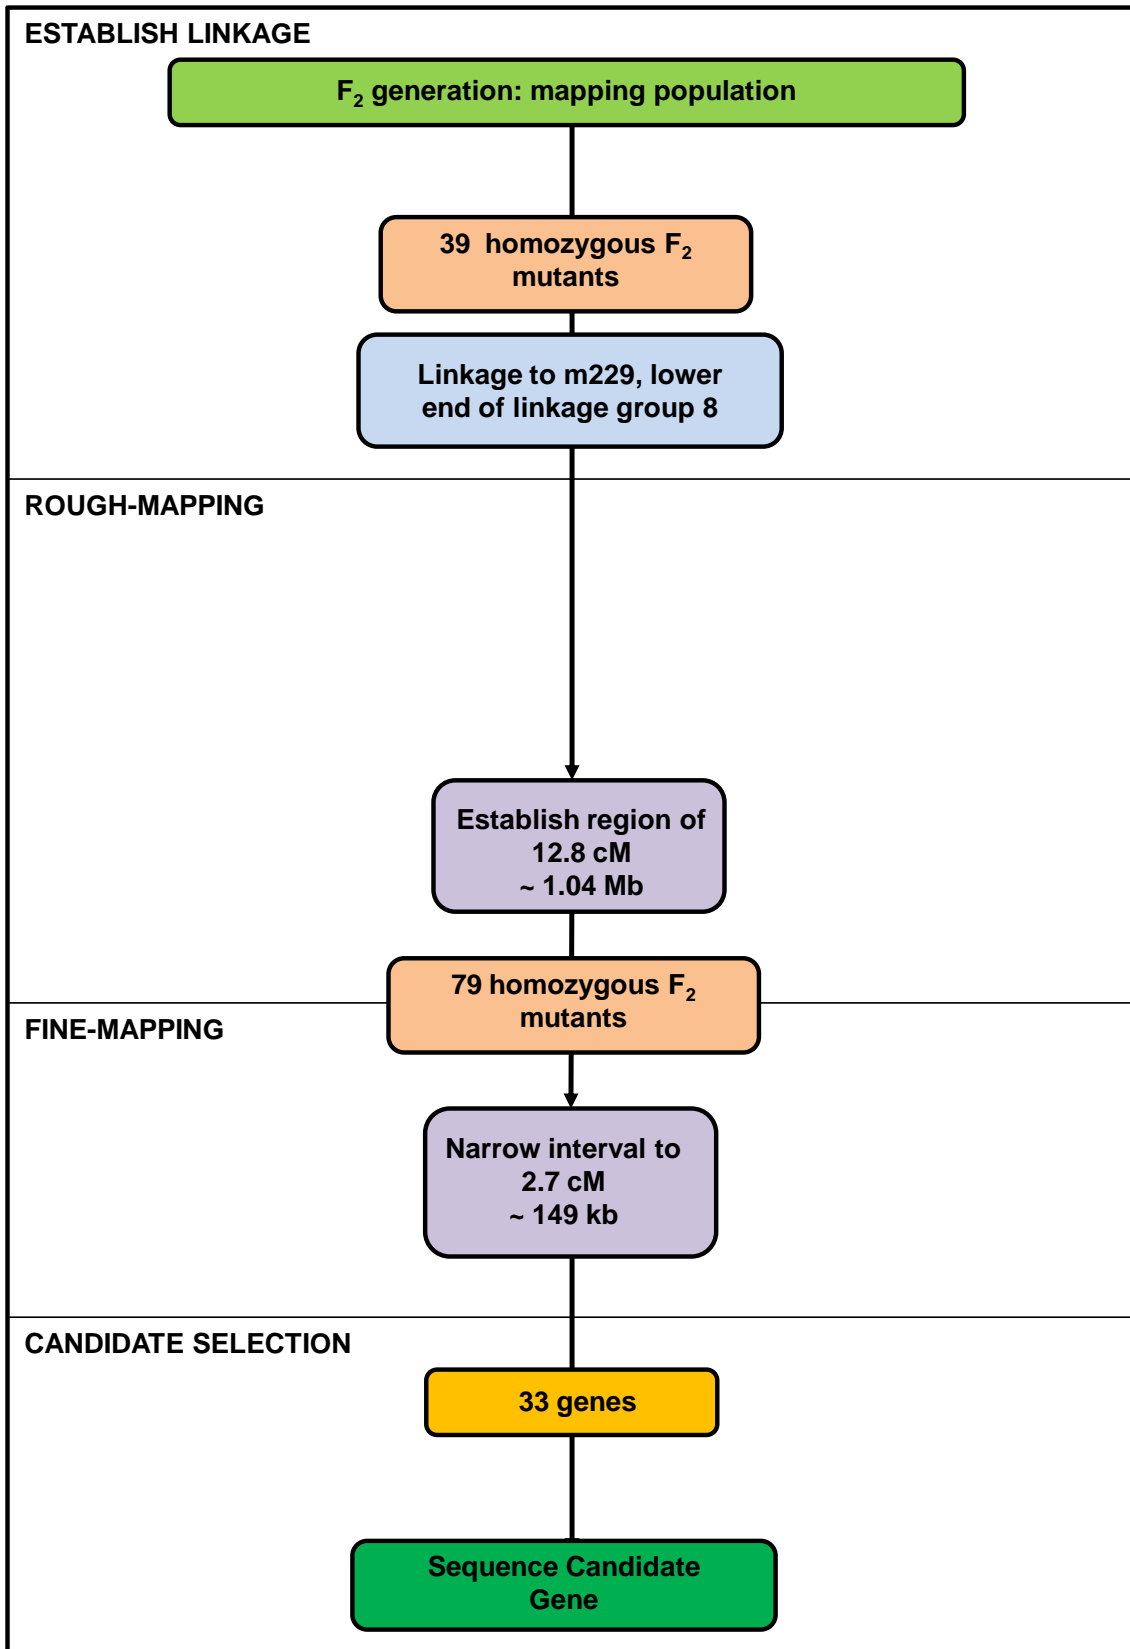 ESTABLISH LINKAGE
F2 generation: mapping population
39 homozygous F2
mutants
Linkage to m229, lower
end of linkage group 8
ROUGH-MAPPING
Establish region of
12.8 cM
~ 1.04 Mb
79 homozygous F2
mutants
FINE-MAPPING
Narrow interval to
2.7 cM
~ 149 kb
CANDIDATE SELECTION
33 genes
Sequence Candidate
Gene